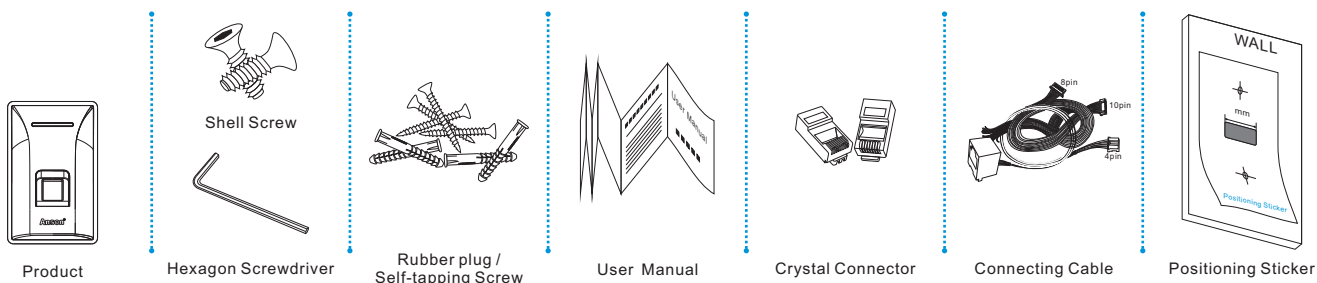 WALL
8pin
10pin
mm
4pin
User Manual
Positioning Sticker
Shell Screw
Product
Hexagon Screwdriver
Rubber plug /
Self-tapping Screw
User Manual
Crystal Connector
Connecting Cable
Positioning Sticker